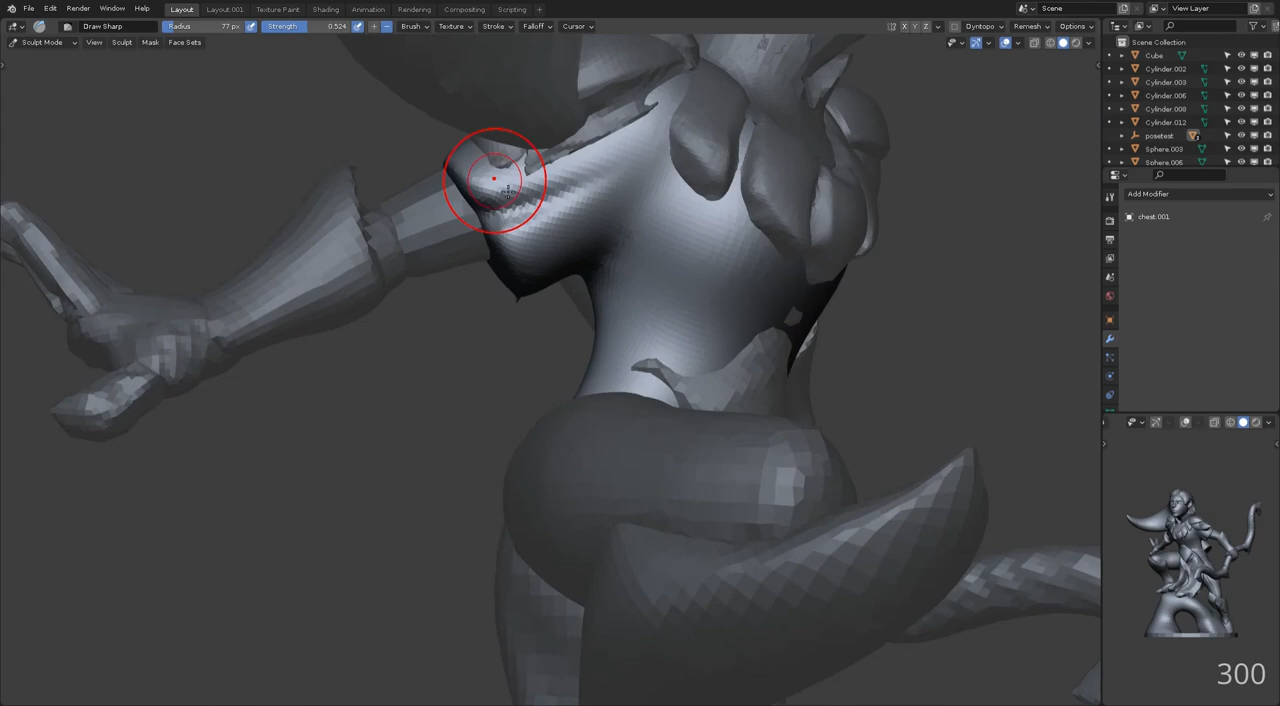 File Edit Render Window Help Layout Layout.001 Texture Paint Shading Animation Rendering Compositing Scripting + Scene View Layer
Draw Sharp Radius 77 px Strength 0.524 + − Brush Texture Stroke Falloff Cursor X Y Z Dyntopo Remesh Options
Sculpt Mode View Sculpt Mask Face Sets
Scene Collection
Cube
Cylinder.002
Cylinder.003
Cylinder.006
Cylinder.008
Cylinder.012
posetest
Sphere.003
Sphere.006
Add Modifier
chest.001
300